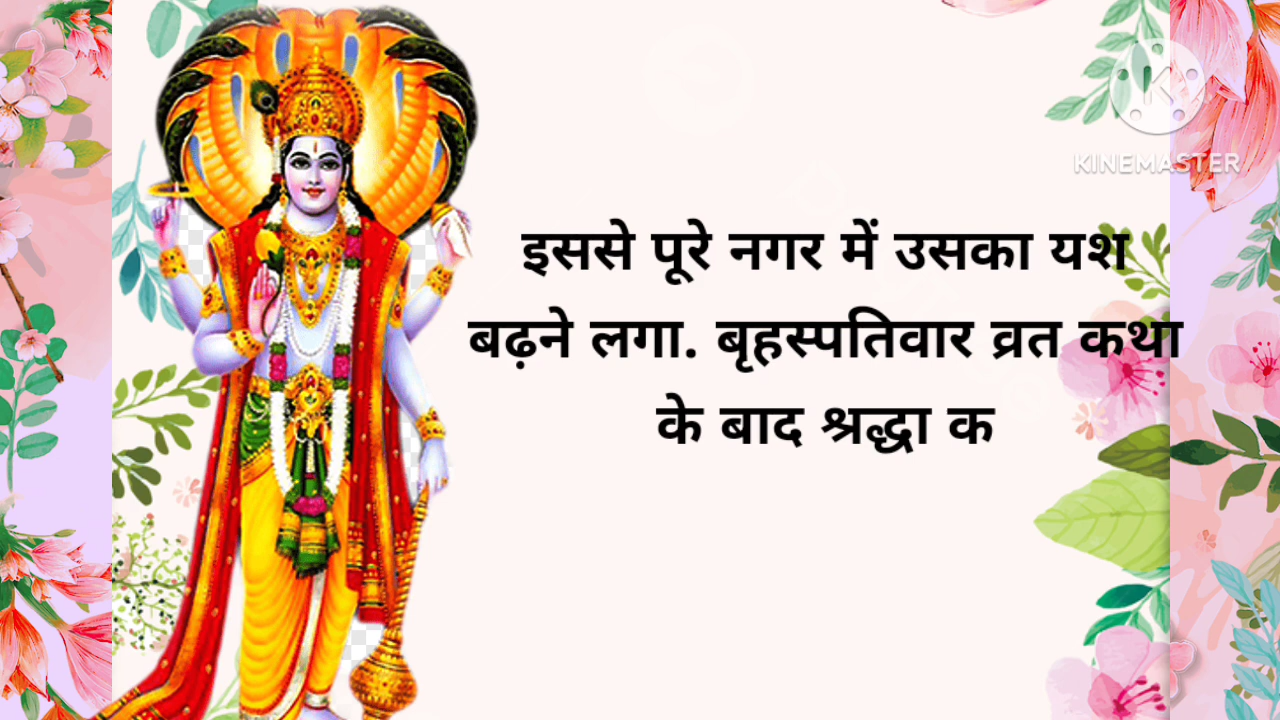 KINEMASTER
इससे पूरे नगर में उसका यश
बढ़ने लगा. बृहस्पतिवार व्रत कथा
के बाद श्रद्धा क